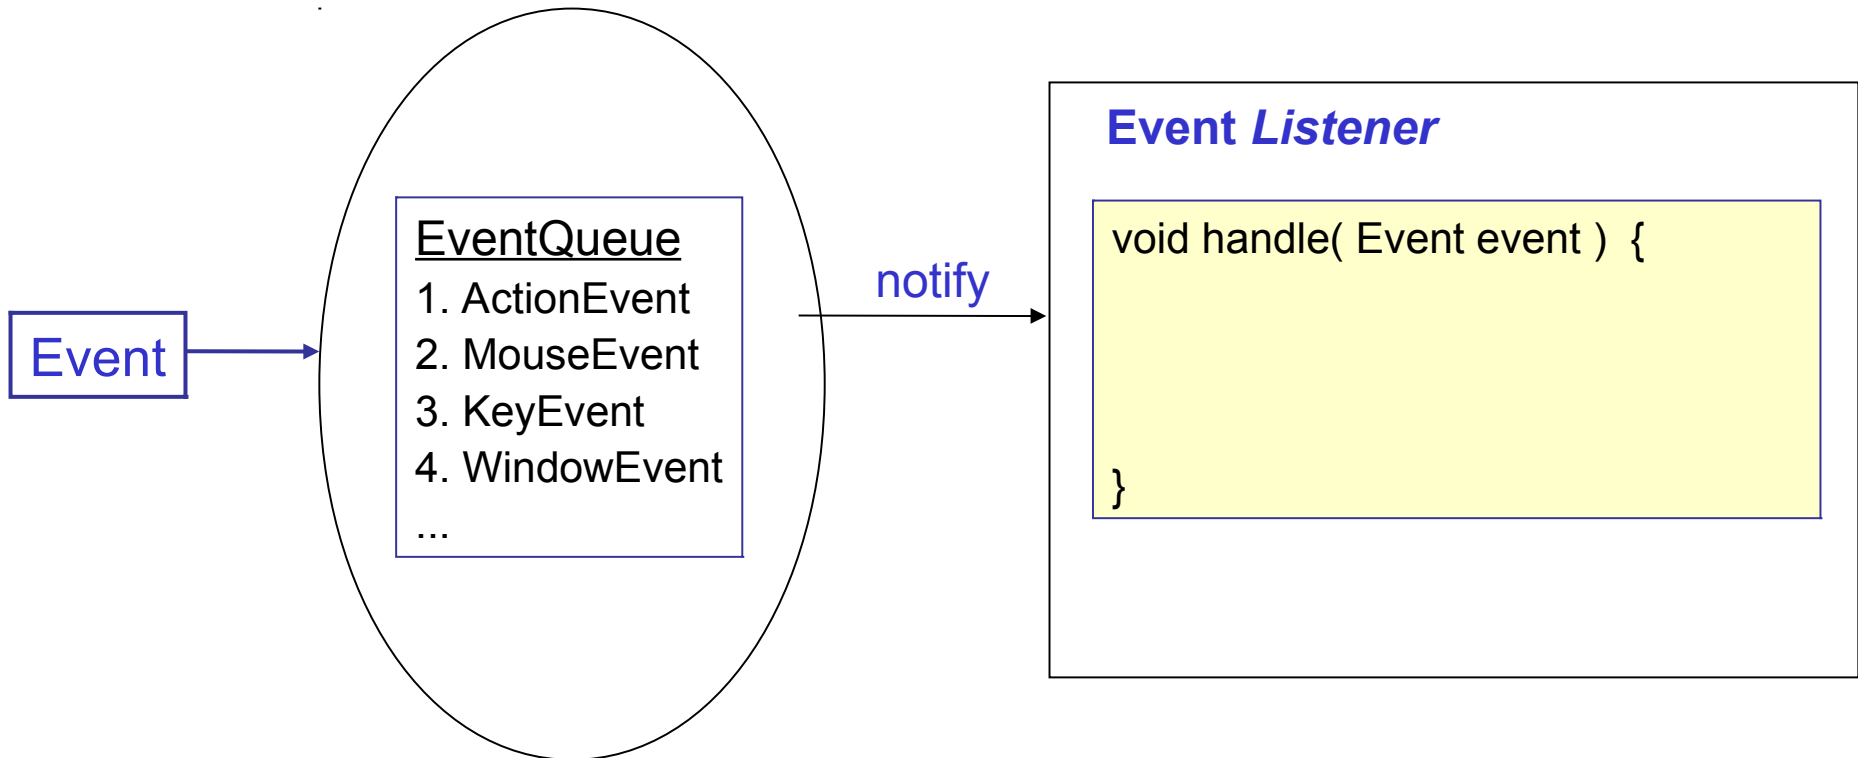 Event
EventQueue
1. ActionEvent
2. MouseEvent
3. KeyEvent
4. WindowEvent
...
notify
Event Listener
void handle( Event event )  {
}